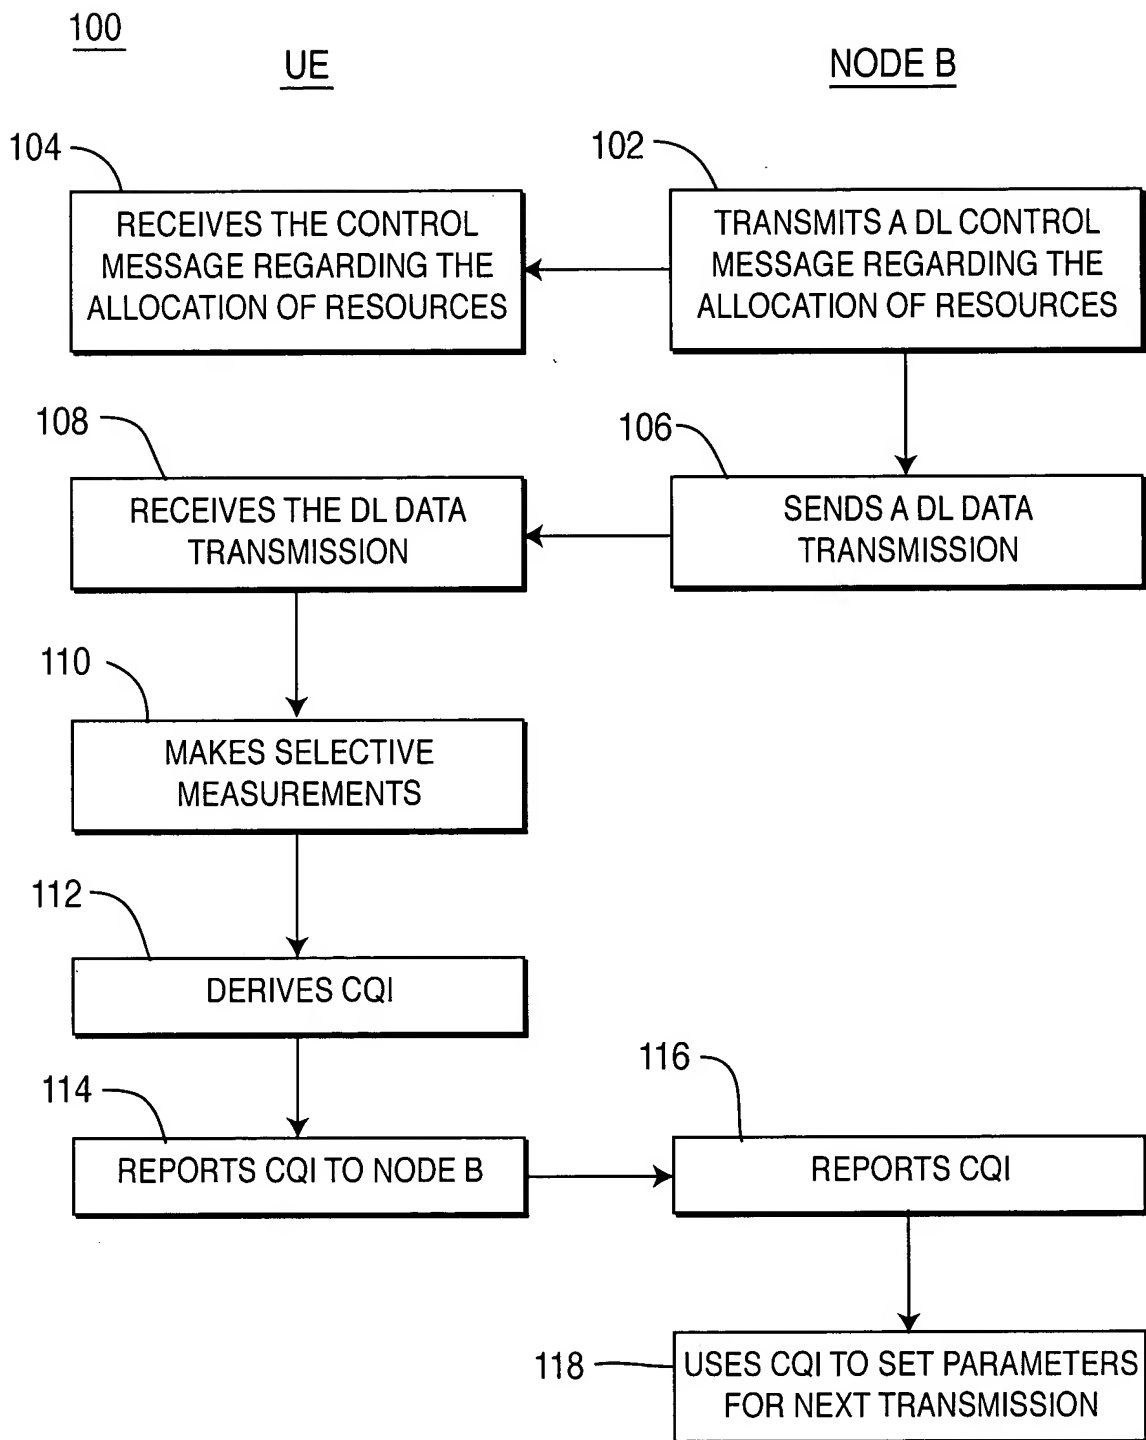 100
UE
NODE B
104
102
RECEIVES THE CONTROL
MESSAGE REGARDING THE
ALLOCATION OF RESOURCES
TRANSMITS A DL CONTROL
MESSAGE REGARDING THE
ALLOCATION OF RESOURCES
108
106
RECEIVES THE DL DATA
TRANSMISSION
SENDS A DL DATA
TRANSMISSION
110
MAKES SELECTIVE
MEASUREMENTS
112
DERIVES CQI
114
116
REPORTS CQI TO NODE B
REPORTS CQI
118
USES CQI TO SET PARAMETERS
FOR NEXT TRANSMISSION